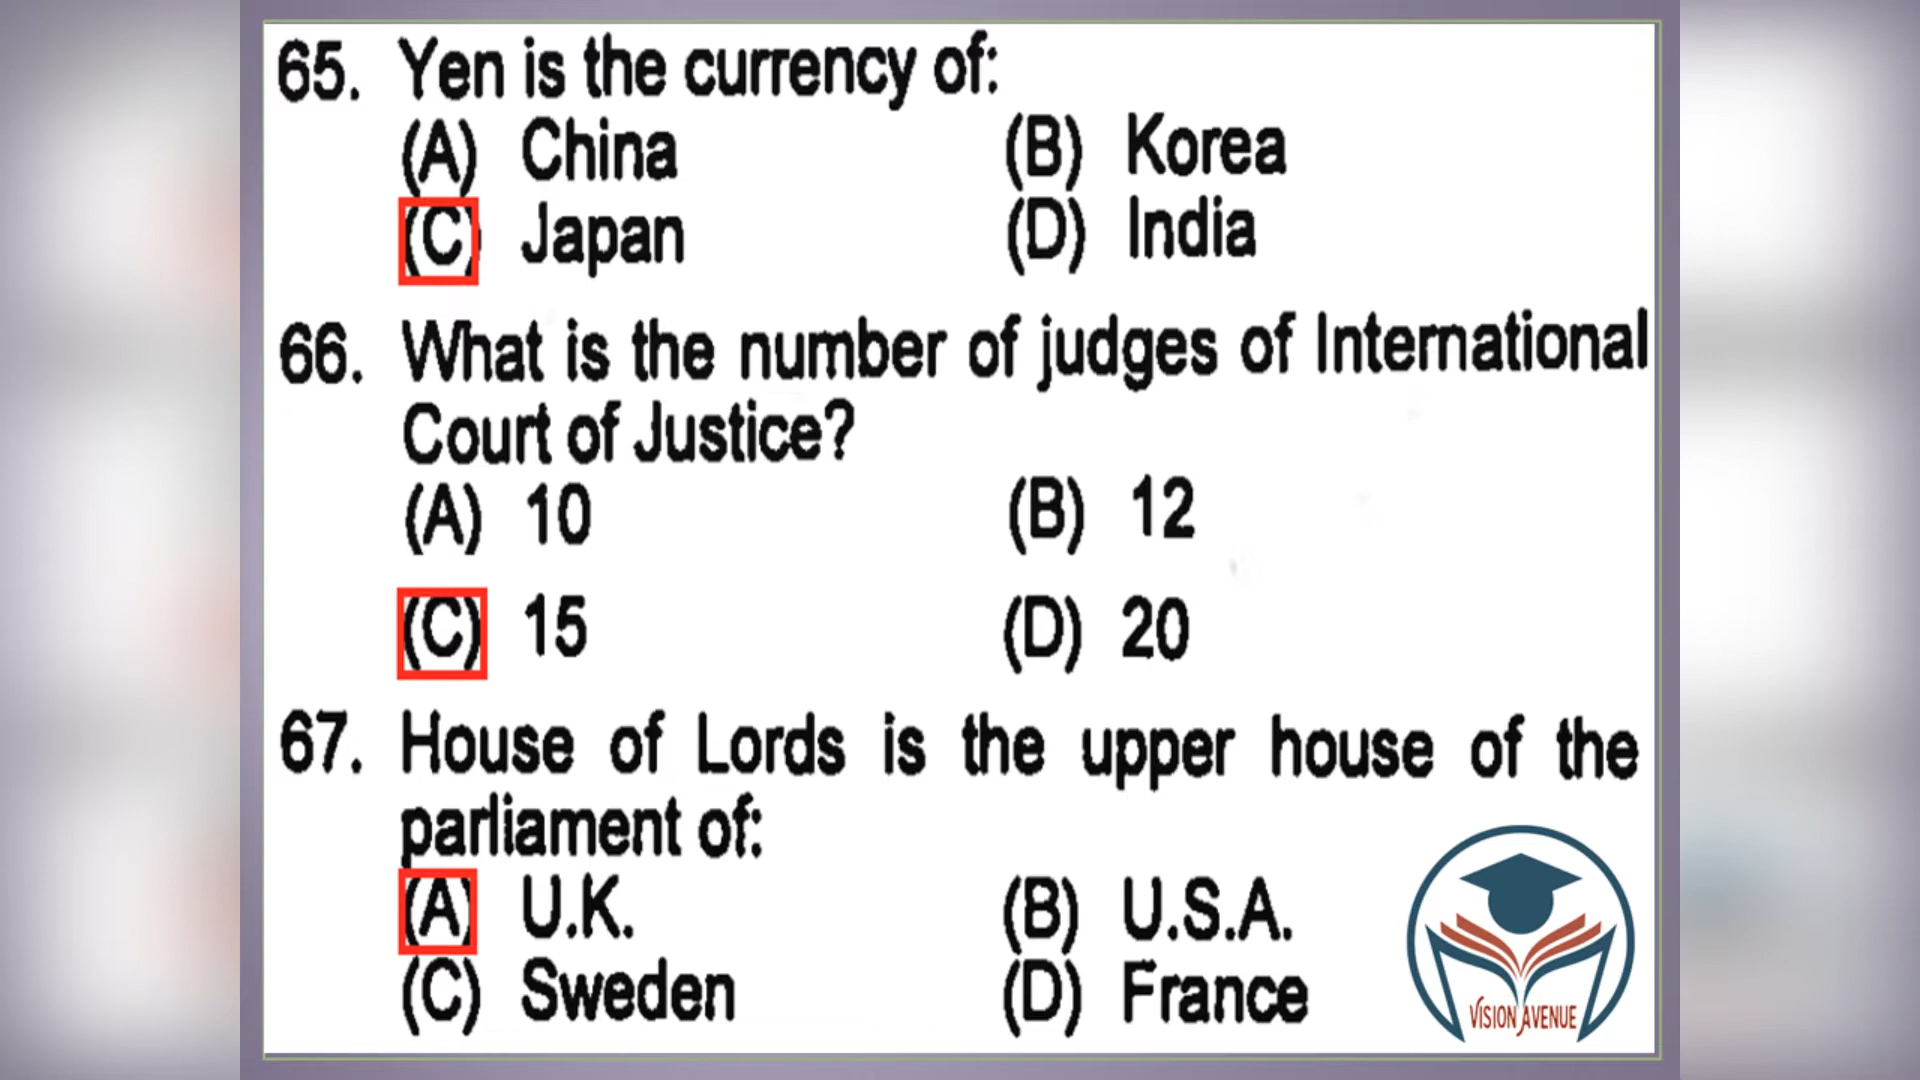 65. Yen is the currency of:
(A) China (B) Korea
(C) Japan (D) India
66. What is the number of judges of International
Court of Justice?
(A) 10 (B) 12
(C) 15 (D) 20
67. House of Lords is the upper house of the
parliament of:
(A) U.K. (B) U.S.A.
(C) Sweden (D) France
VISION AVENUE